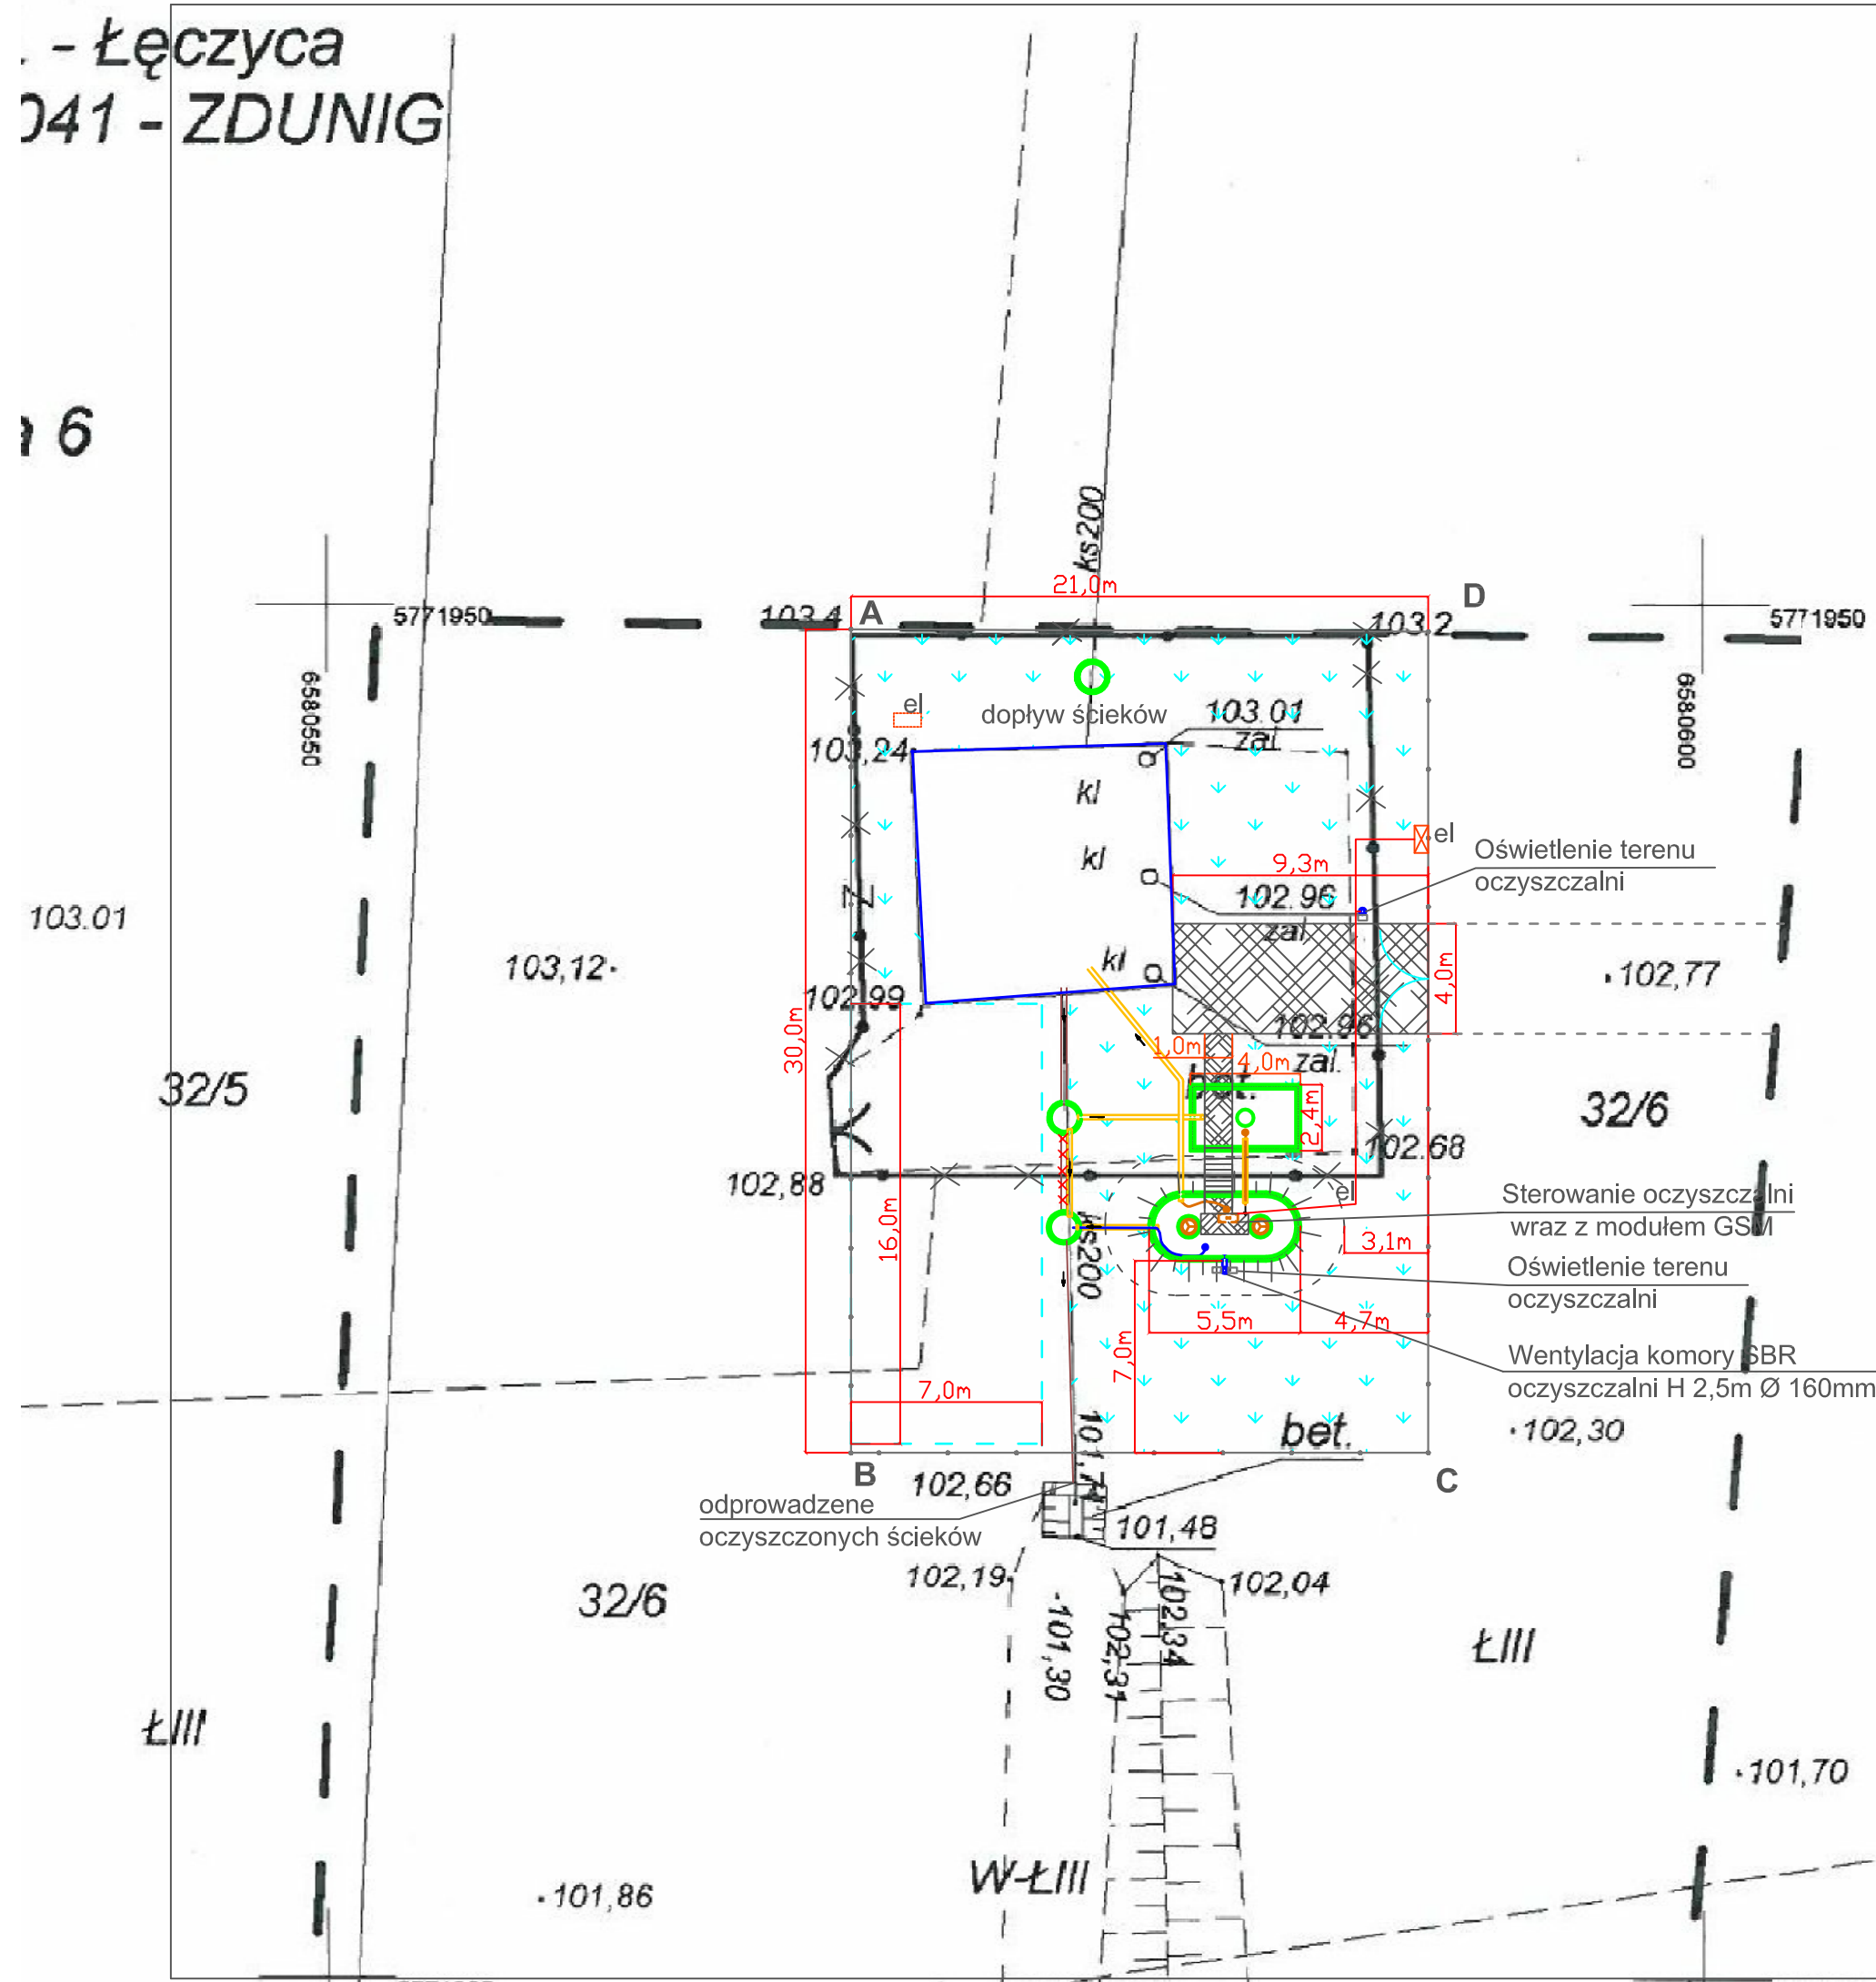 . - Łęczyca
041 - ZDUNIG
6
ks200
21,0m
A
D
103.4
103.2
5771950
5771950
6580550
6580600
el
dopływ ścieków
103.01
zal.
103,24
kl
kl
kl
el
Oświetlenie terenu
oczyszczalni
9,3m
102.96
zal.
103.01
103,12
102,77
4,0m
102,99
102.96
zal.
30,0m
1,0m
4,0m
bet.
2,4m
32/5
32/6
102.68
102,88
el
Sterowanie oczyszczalni
wraz z modułem GSM
16,0m
ks200
3,1m
Oświetlenie terenu
oczyszczalni
5,5m
4,7m
7,0m
Wentylacja komory SBR
oczyszczalni H 2,5m Ø 160mm
7,0m
bet.
102,30
B
C
102,66
odprowadzene
oczyszczonych ścieków
101,48
102,19
102,04
32/6
-101,30
102,31
102,34
ŁIII
ŁIII
101,70
W-ŁIII
101,86